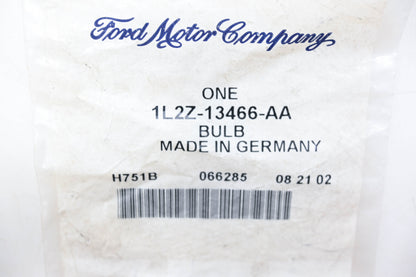 Ford Motor Company
ONE
1L2Z-13466-AA
BULB
MADE IN GERMANY
H751B 066285 08 21 02